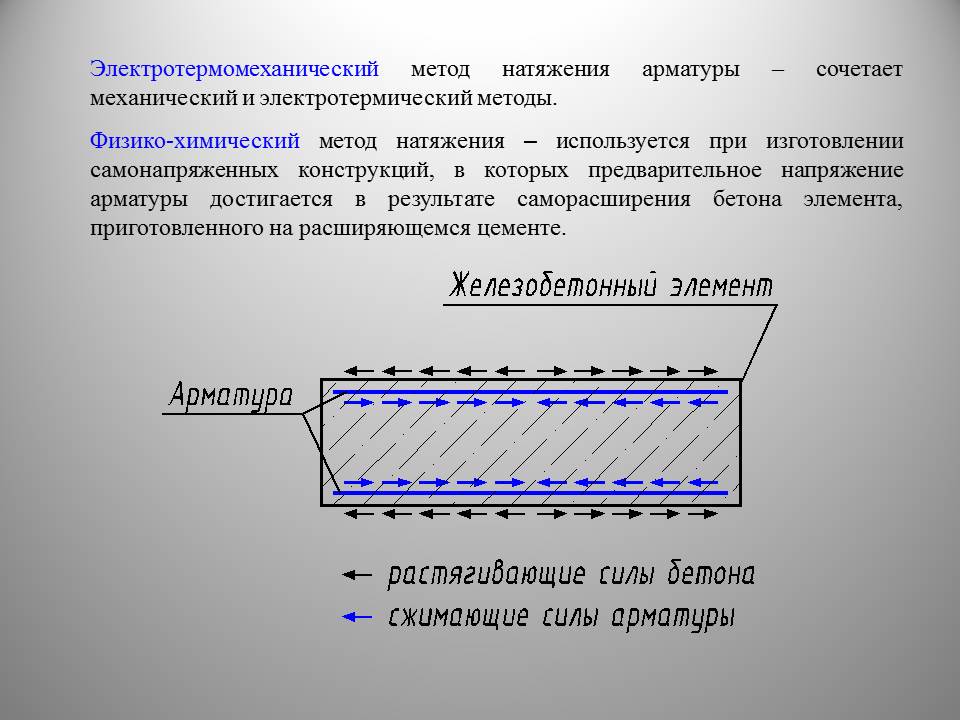 Электротермомеханический метод натяжения арматуры – сочетает
механический и электротермический методы.
Физико-химический метод натяжения – используется при изготовлении
самонапряженных конструкций, в которых предварительное напряжение
арматуры достигается в результате саморасширения бетона элемента,
приготовленного на расширяющемся цементе.
Железобетонный элемент
Арматура
растягивающие силы бетона
сжимающие силы арматуры